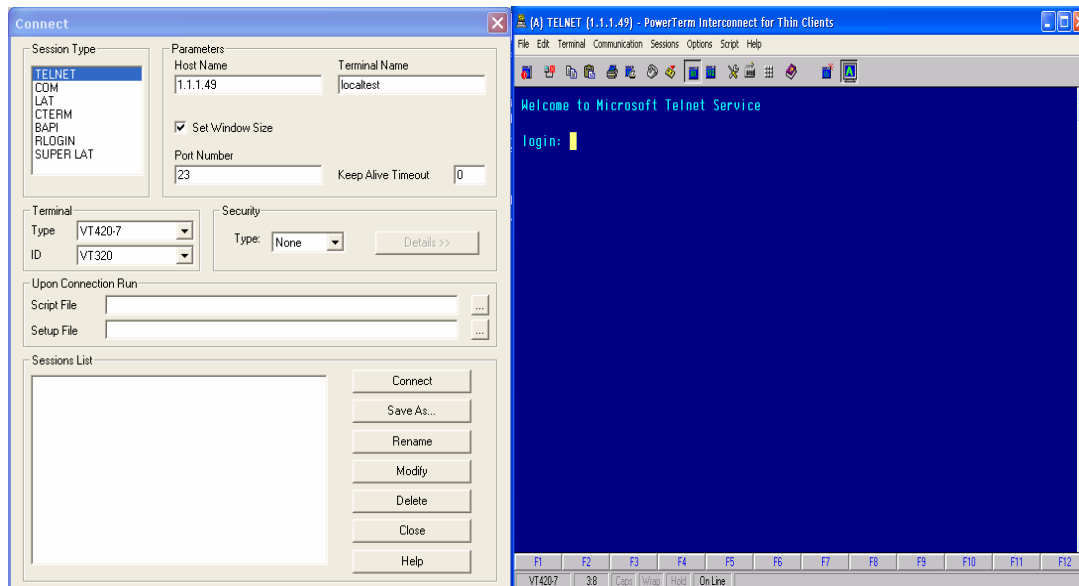 Connect
Session Type
TELNET
COM
LAT
CTERM
BAPI
RLOGIN
SUPER LAT
Parameters
Host Name
Terminal Name
1.1.1.49
localtest
Set Window Size
Port Number
23
Keep Alive Timeout
0
Terminal
Type
VT420-7
ID
VT320
Security
Type:
None
Details >>
Upon Connection Run
Script File
...
Setup File
...
Sessions List
Connect
Save As...
Rename
Modify
Delete
Close
Help
(A) TELNET (1.1.1.49) - PowerTerm Interconnect for Thin Clients
File Edit Terminal Communication Sessions Options Script Help
Welcome to Microsoft Telnet Service
login:
F1 F2 F3 F4 F5 F6 F7 F8 F9 F10 F11 F12
VT420-7 3:8 Caps Wrap Hold On Line